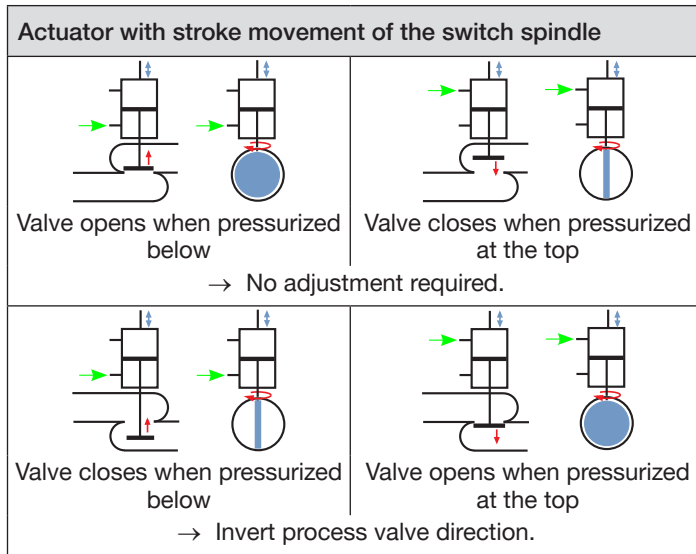 Actuator with stroke movement of the switch spindle
Valve opens when pressurized
below
Valve closes when pressurized
at the top
→ No adjustment required.
Valve closes when pressurized
below
Valve opens when pressurized
at the top
→ Invert process valve direction.